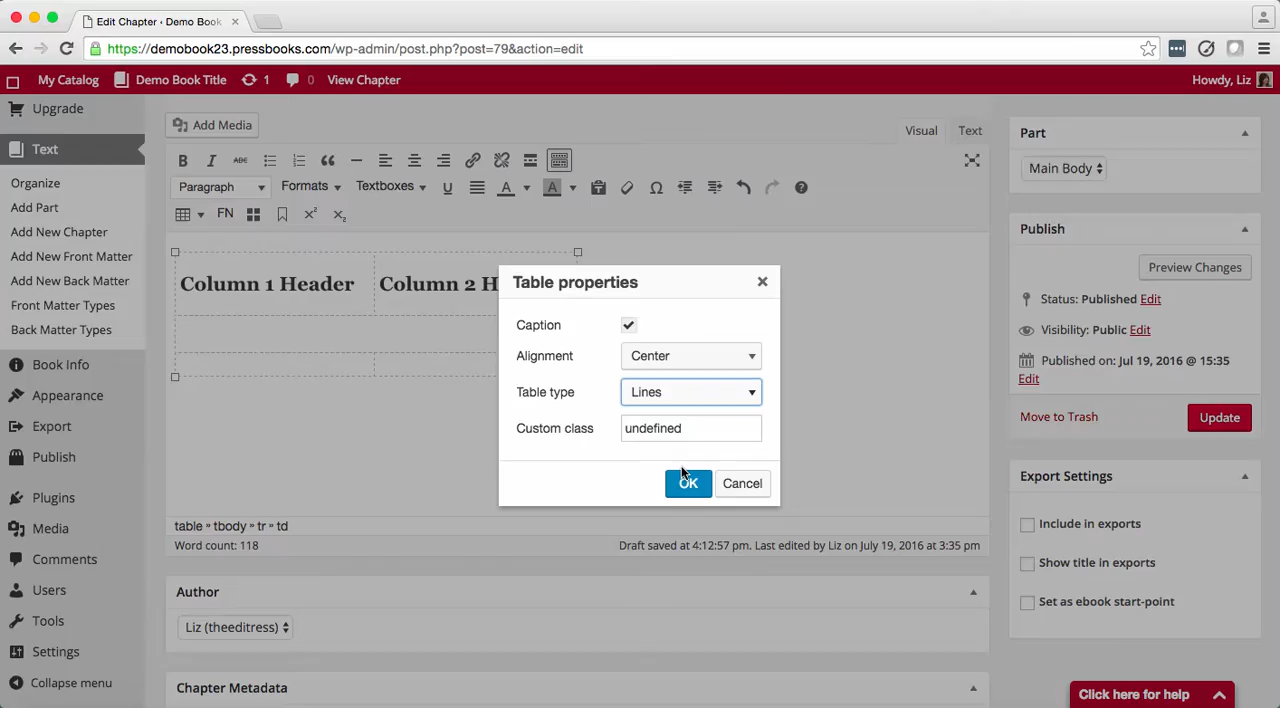 Edit Chapter ‹ Demo Book
https://demobook23.pressbooks.com/wp-admin/post.php?post=79&action=edit
My Catalog Demo Book Title 1 0 View Chapter Howdy, Liz
Upgrade
Text
Organize
Add Part
Add New Chapter
Add New Front Matter
Add New Back Matter
Front Matter Types
Back Matter Types
Book Info
Appearance
Export
Publish
Plugins
Media
Comments
Users
Tools
Settings
Collapse menu
Add Media
Visual Text
B I ABC
Paragraph Formats Textboxes U A A
FN x² x₂
Column 1 Header Column 2 H
Table properties
Caption
Alignment Center
Table type Lines
Custom class undefined
OK Cancel
table » tbody » tr » td
Word count: 118 Draft saved at 4:12:57 pm. Last edited by Liz on July 19, 2016 at 3:35 pm
Author
Liz (theeditress)
Chapter Metadata
Part
Main Body
Publish
Preview Changes
Status: Published Edit
Visibility: Public Edit
Published on: Jul 19, 2016 @ 15:35
Edit
Move to Trash Update
Export Settings
Include in exports
Show title in exports
Set as ebook start-point
Click here for help